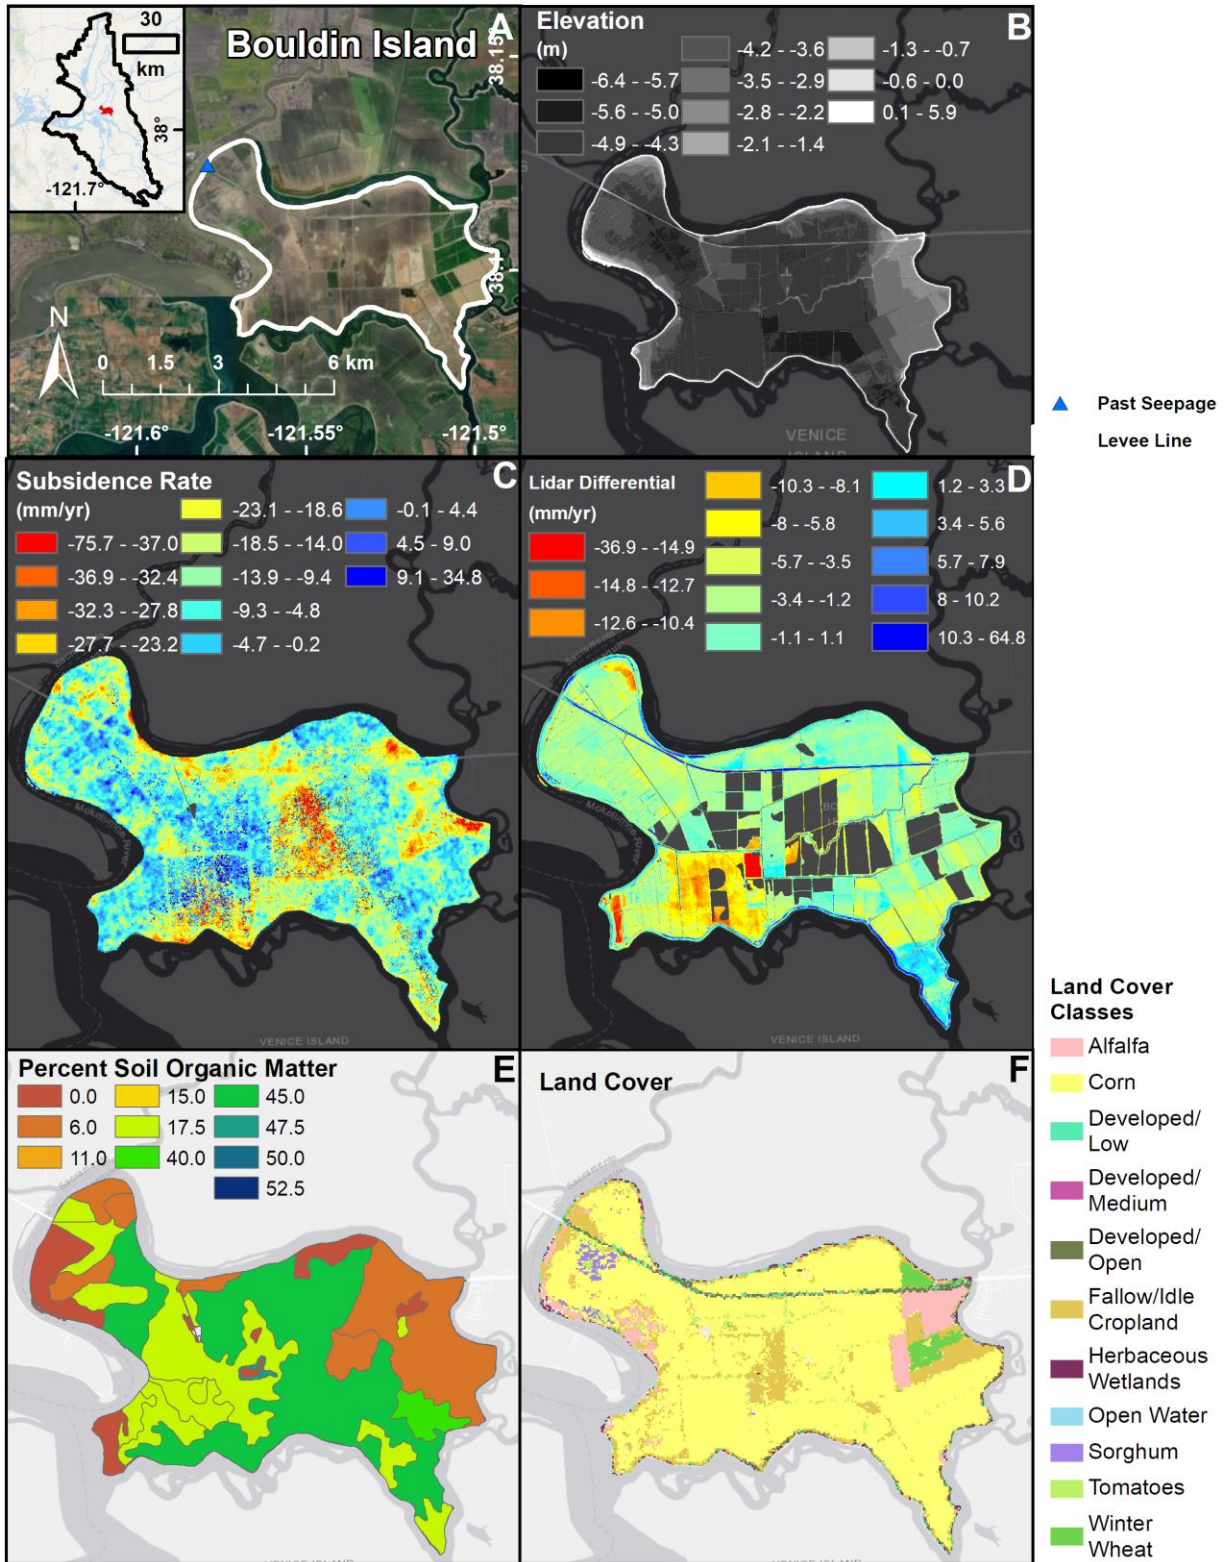 30
km
38°
-121.7°
Bouldin Island
A
38.15°
38.1°
N
0 1.5 3 6 km
-121.6° -121.55° -121.5°
Elevation
(m)
B
-6.4 - -5.7
-5.6 - -5.0
-4.9 - -4.3
-4.2 - -3.6
-3.5 - -2.9
-2.8 - -2.2
-2.1 - -1.4
-1.3 - -0.7
-0.6 - 0.0
0.1 - 5.9
VENICE
ISLAND
Past Seepage
Levee Line
Subsidence Rate
(mm/yr)
C
-75.7 - -37.0
-36.9 - -32.4
-32.3 - -27.8
-27.7 - -23.2
-23.1 - -18.6
-18.5 - -14.0
-13.9 - -9.4
-9.3 - -4.8
-4.7 - -0.2
-0.1 - 4.4
4.5 - 9.0
9.1 - 34.8
Sacramento
Mokelumne River
VENICE ISLAND
Lidar Differential
(mm/yr)
D
-36.9 - -14.9
-14.8 - -12.7
-12.6 - -10.4
-10.3 - -8.1
-8 - -5.8
-5.7 - -3.5
-3.4 - -1.2
-1.1 - 1.1
1.2 - 3.3
3.4 - 5.6
5.7 - 7.9
8 - 10.2
10.3 - 64.8
Sacramento
Mokelumne River
VENICE ISLAND
Percent Soil Organic Matter
E
0.0
6.0
11.0
15.0
17.5
40.0
45.0
47.5
50.0
52.5
Sacramento
Land Cover
F
Land Cover
Classes
Alfalfa
Corn
Developed/
Low
Developed/
Medium
Developed/
Open
Fallow/Idle
Cropland
Herbaceous
Wetlands
Open Water
Sorghum
Tomatoes
Winter
Wheat